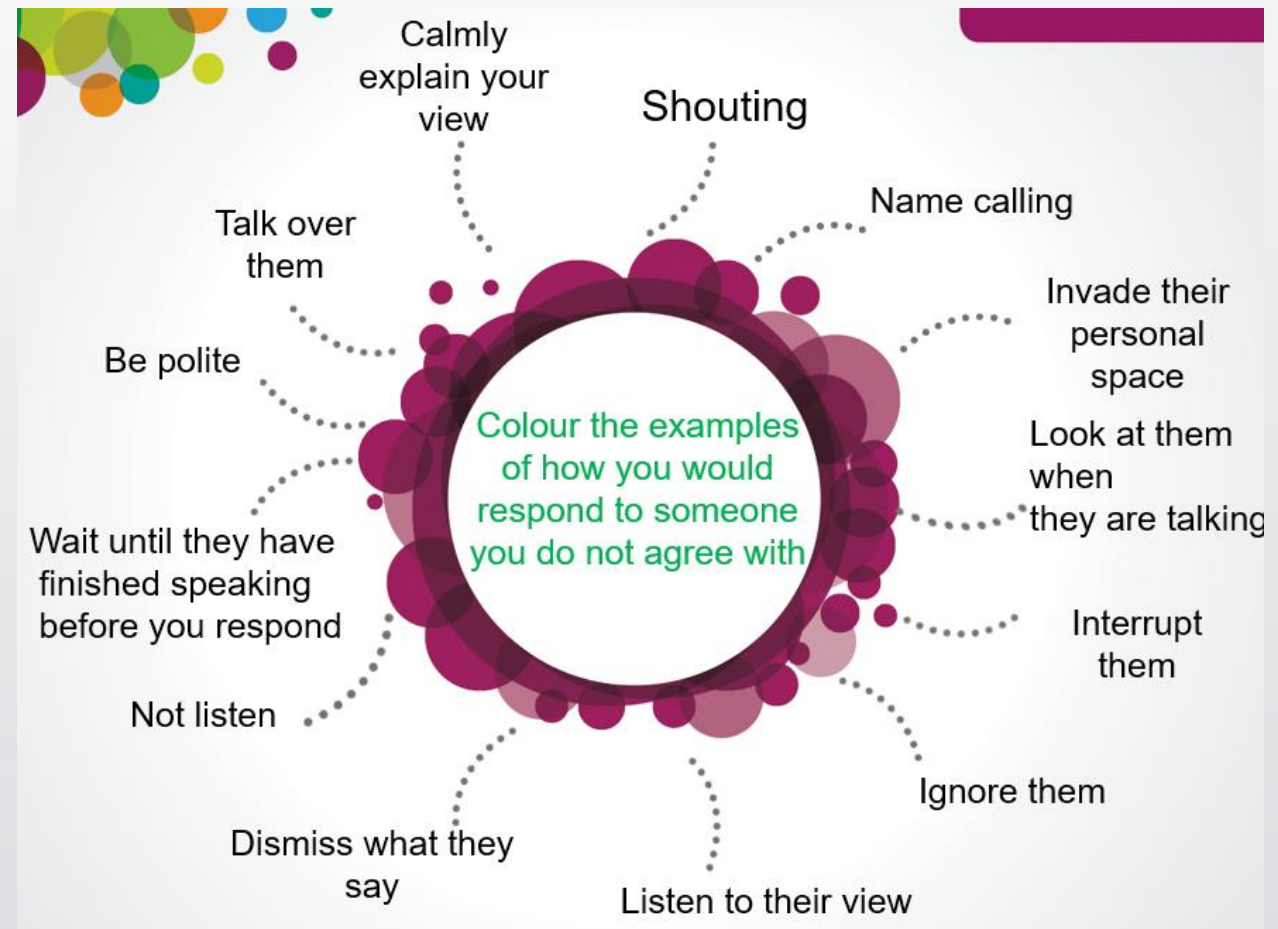 Calmly
explain your
view
Shouting
Name calling
Talk over
them
Invade their
personal
space
Be polite
Colour the examples
of how you would
respond to someone
you do not agree with
Look at them
when
they are talking
Wait until they have
finished speaking
before you respond
Interrupt
them
Not listen
Ignore them
Dismiss what they
say
Listen to their view